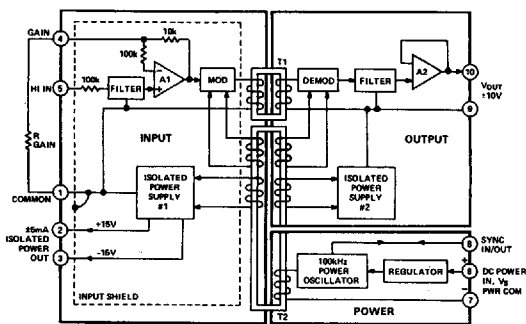 GAIN
4
10k
100k
A1
HI IN
5
100k
FILTER
MOD
T1
DEMOD
FILTER
A2
10
VOUT
±10V
9
R
GAIN
INPUT
OUTPUT
COMMON
1
ISOLATED
POWER
SUPPLY
#1
ISOLATED
POWER
SUPPLY
#2
±5mA
ISOLATED
POWER
OUT
2
+15V
3
-15V
INPUT SHIELD
T2
100kHz
POWER
OSCILLATOR
REGULATOR
SYNC
IN/OUT
+
DC POWER
IN, VS
PWR COM
−
7
POWER